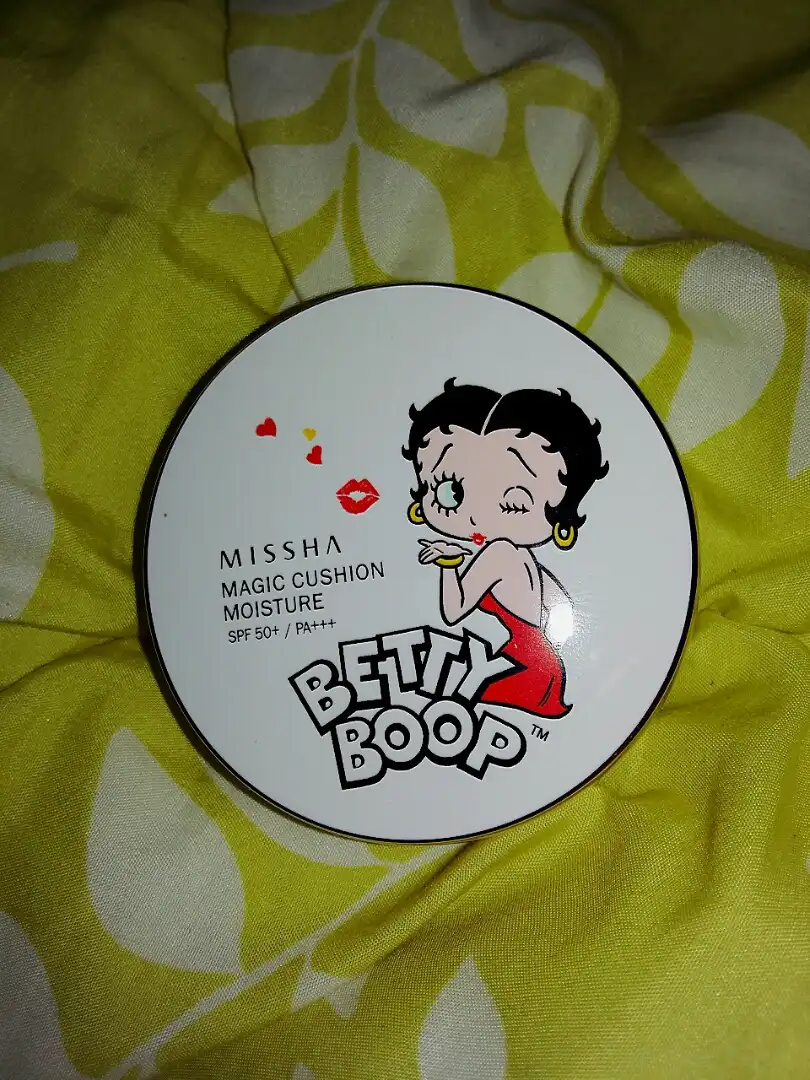 MISSHA
MAGIC CUSHION
MOISTURE
SPF 50+ / PA+++
BETTY
BOOP™